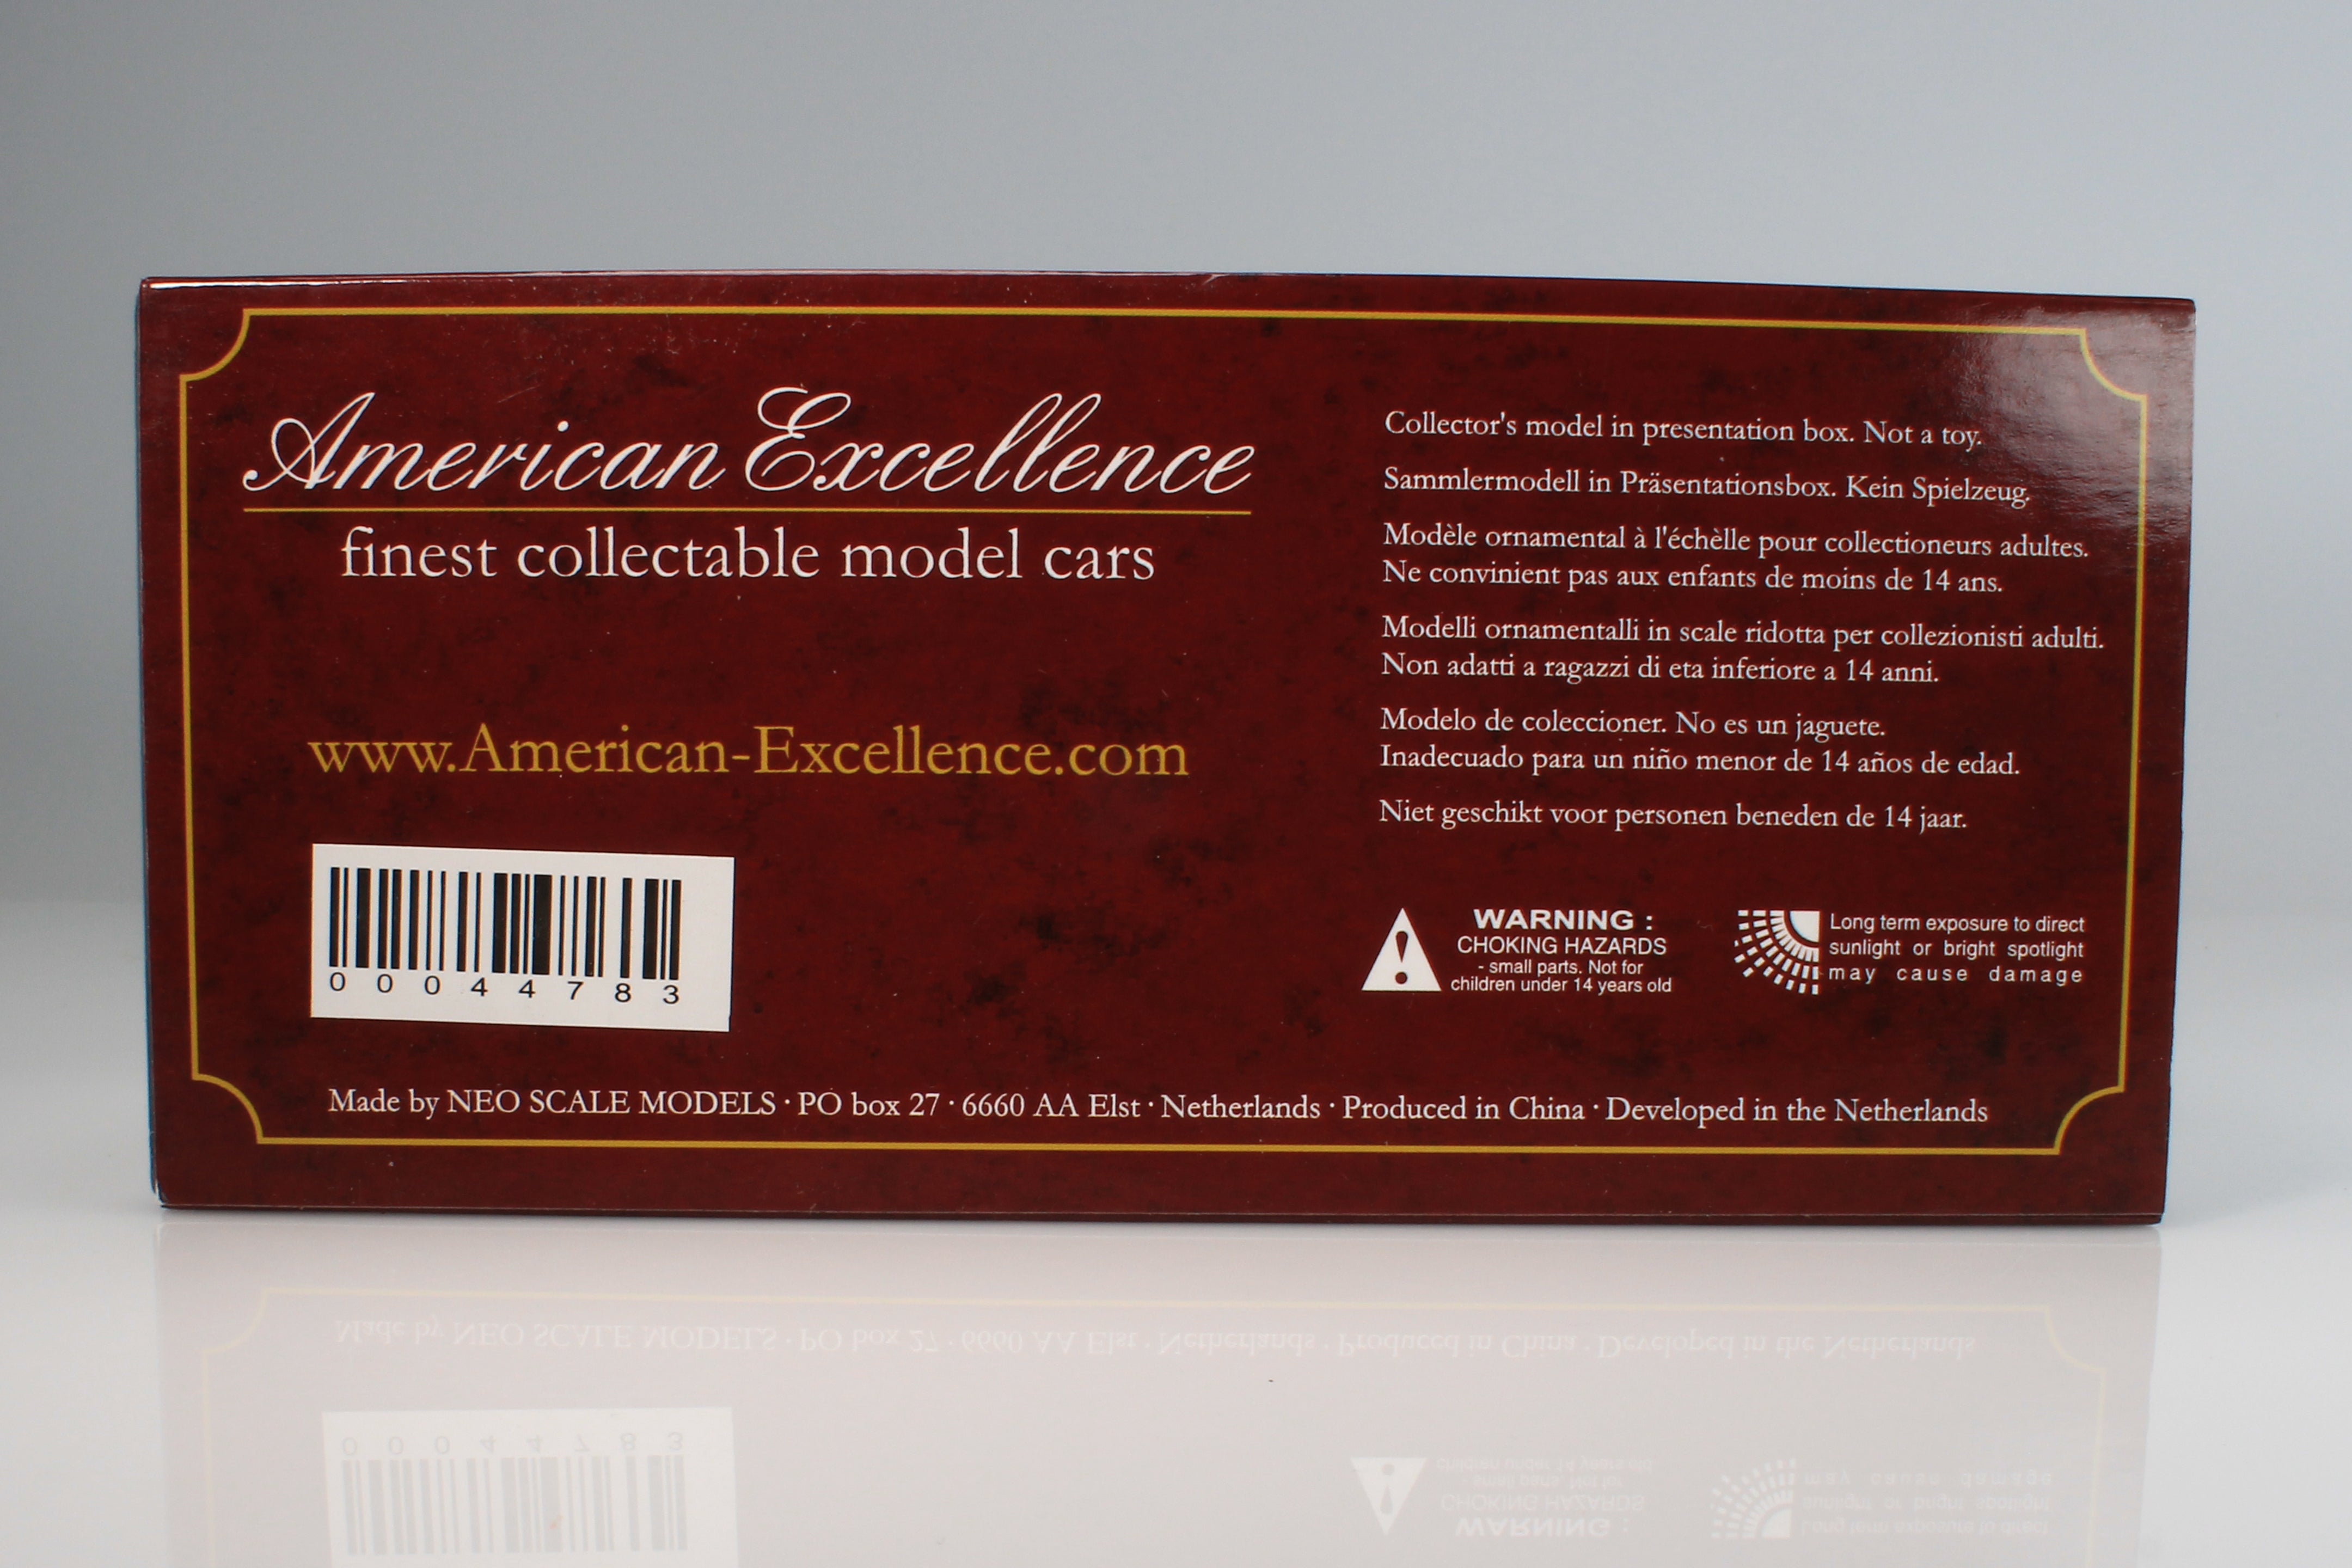 American Excellence
finest collectable model cars
www.American-Excellence.com
0 0 0 4 4 7 8 3
Collector's model in presentation box. Not a toy.
Sammlermodell in Präsentationsbox. Kein Spielzeug.
Modèle ornamental à l'échèlle pour collectioneurs adultes.
Ne convinient pas aux enfants de moins de 14 ans.
Modelli ornamentalli in scale ridotta per collezionisti adulti.
Non adatti a ragazzi di eta inferiore a 14 anni.
Modelo de coleccioner. No es un jaguete.
Inadecuado para un niño menor de 14 años de edad.
Niet geschikt voor personen beneden de 14 jaar.
WARNING :
CHOKING HAZARDS
- small parts. Not for
children under 14 years old
Long term exposure to direct
sunlight or bright spotlight
may cause damage
Made by NEO SCALE MODELS · PO box 27 · 6660 AA Elst · Netherlands · Produced in China · Developed in the Netherlands